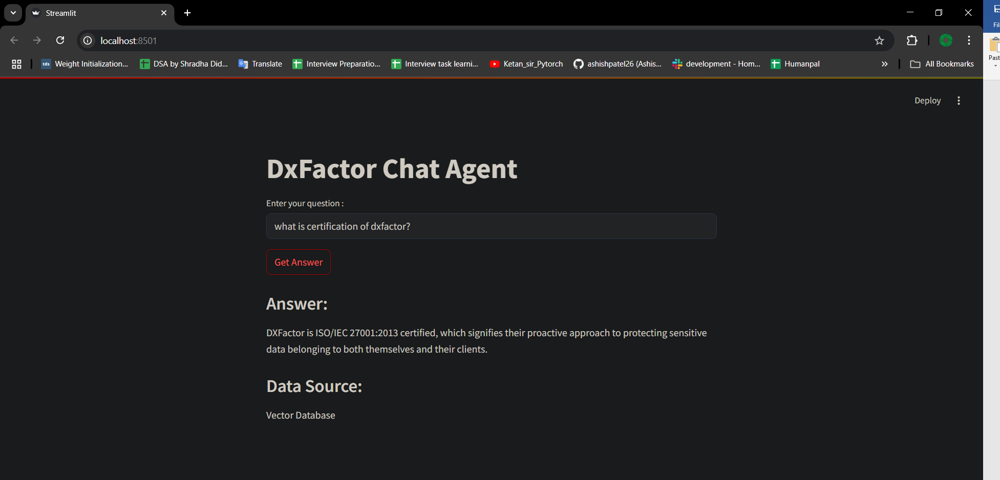 Streamlit
localhost:8501
tds Weight Initialization... DSA by Shradha Did... Translate Interview Preparatio... Interview task learni... Ketan_sir_Pytorch ashishpatel26 (Ashis... development - Hom... Humanpal » All Bookmarks
Fil
Past
Deploy
DxFactor Chat Agent
Enter your question :
what is certification of dxfactor?
Get Answer
Answer:
DXFactor is ISO/IEC 27001:2013 certified, which signifies their proactive approach to protecting sensitive
data belonging to both themselves and their clients.
Data Source:
Vector Database